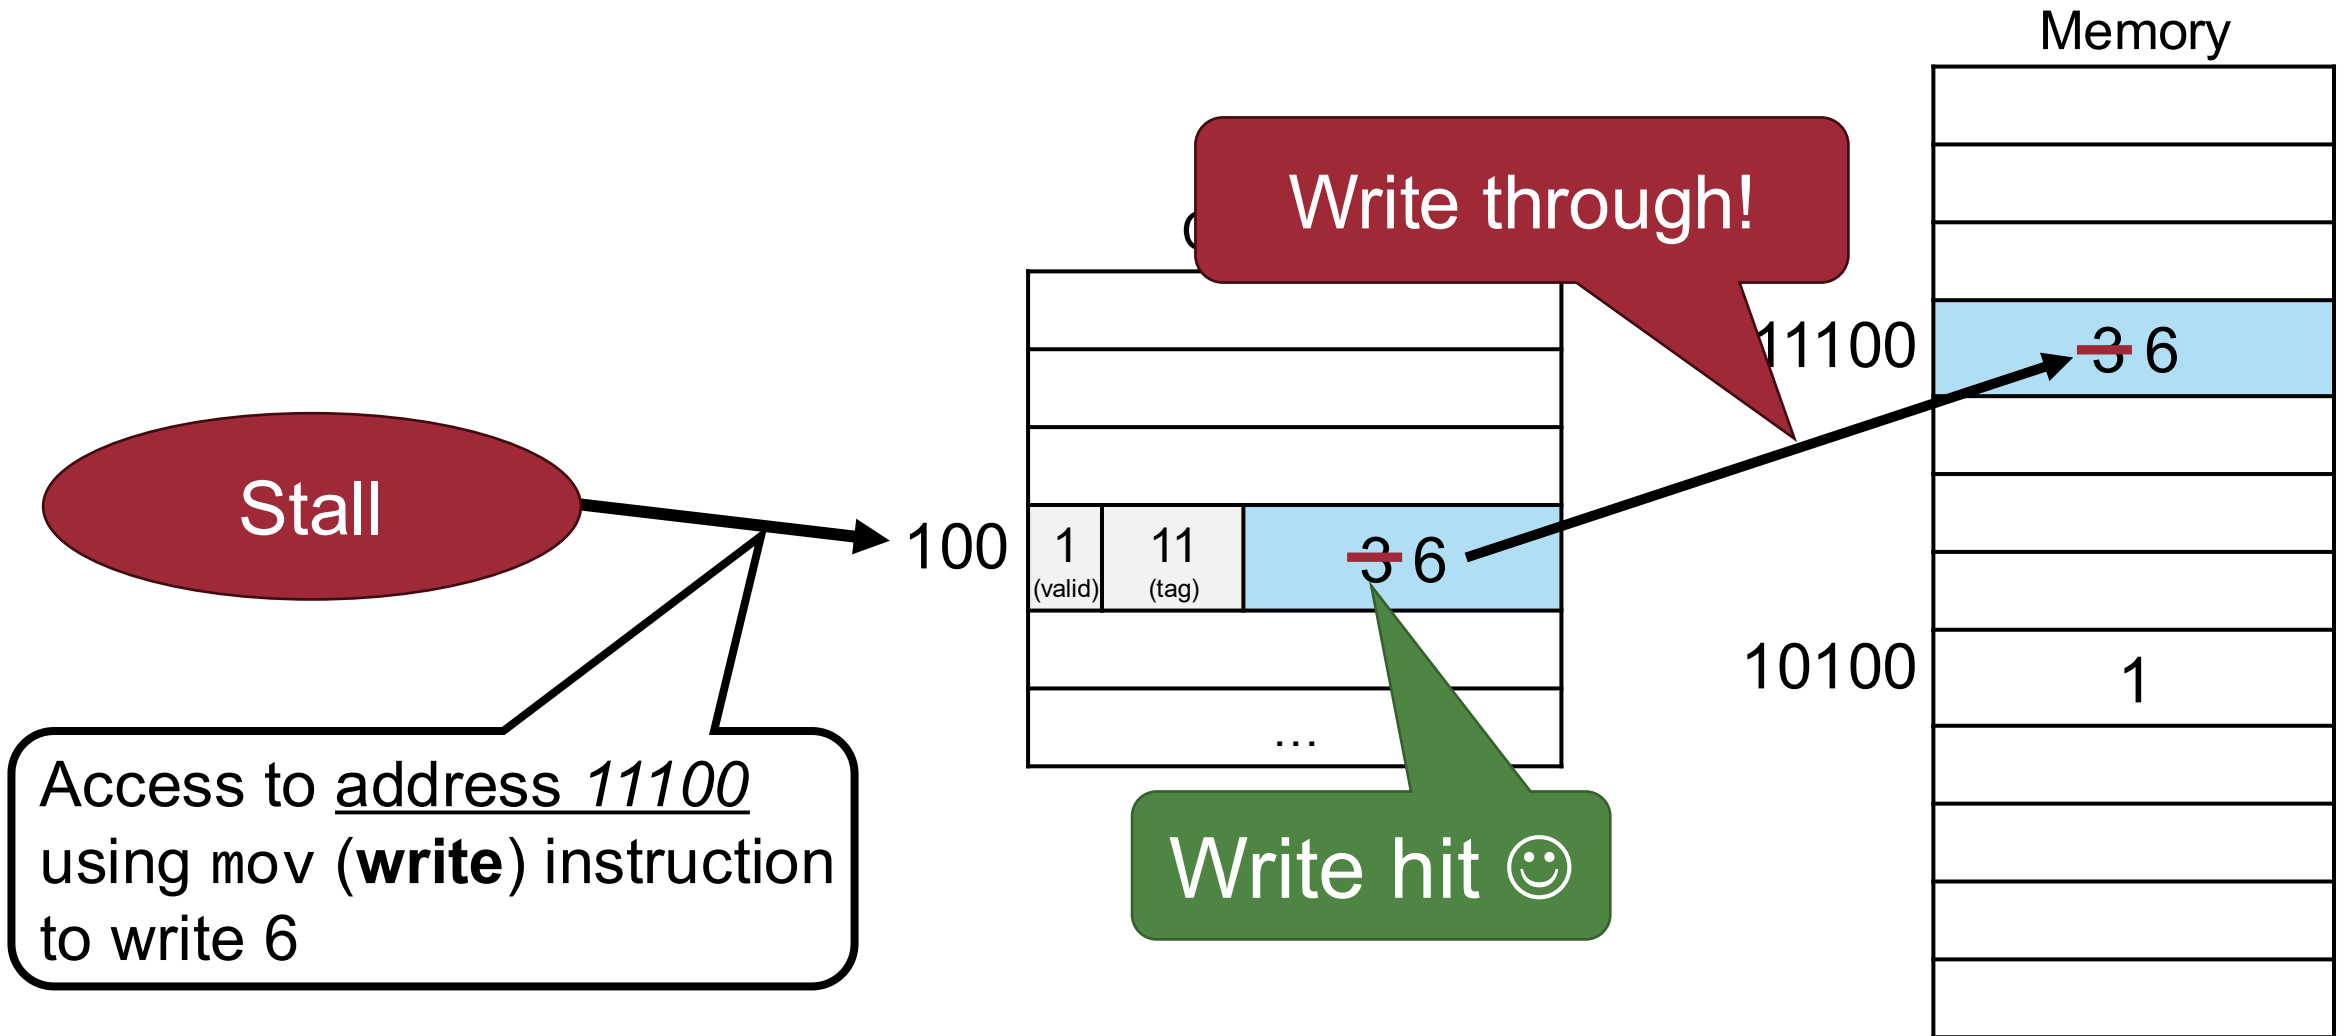 Memory
Write through!
11100
3 6
Stall
100
1
(valid)
11
(tag)
3 6
10100
1
...
Access to address 11100
using mov (write) instruction
to write 6
Write hit ☺